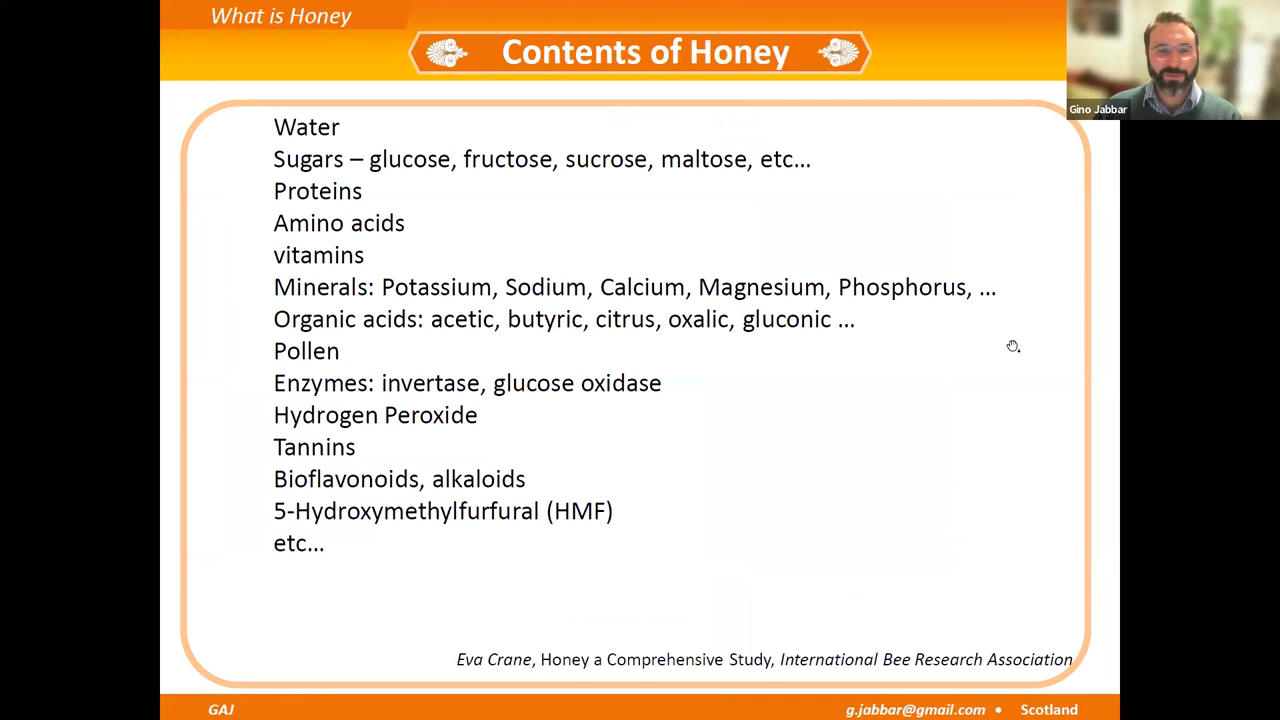 What is Honey
Contents of Honey
Gino Jabbar
Water
Sugars – glucose, fructose, sucrose, maltose, etc...
Proteins
Amino acids
vitamins
Minerals: Potassium, Sodium, Calcium, Magnesium, Phosphorus, ...
Organic acids: acetic, butyric, citrus, oxalic, gluconic ...
Pollen
Enzymes: invertase, glucose oxidase
Hydrogen Peroxide
Tannins
Bioflavonoids, alkaloids
5-Hydroxymethylfurfural (HMF)
etc...
Eva Crane, Honey a Comprehensive Study, International Bee Research Association
GAJ
g.jabbar@gmail.com • Scotland